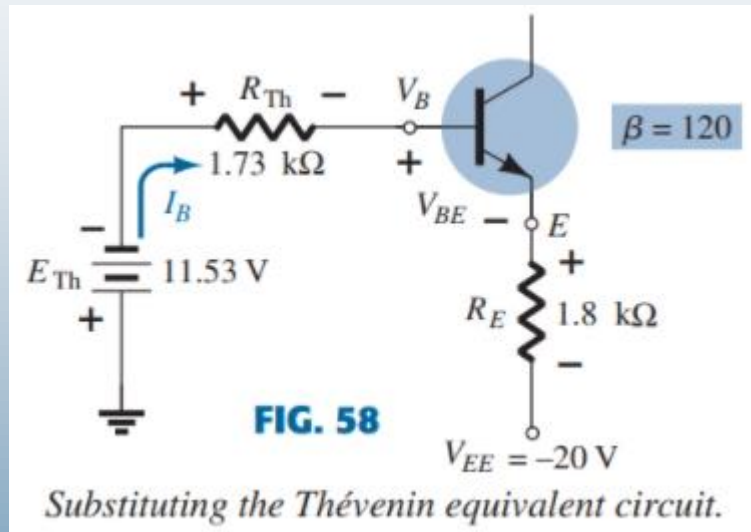 + R_Th − V_B
β = 120
1.73 kΩ +
I_B V_BE − E
−
E_Th 11.53 V +
+ R_E 1.8 kΩ
−
FIG. 58
V_EE = −20 V
Substituting the Thévenin equivalent circuit.